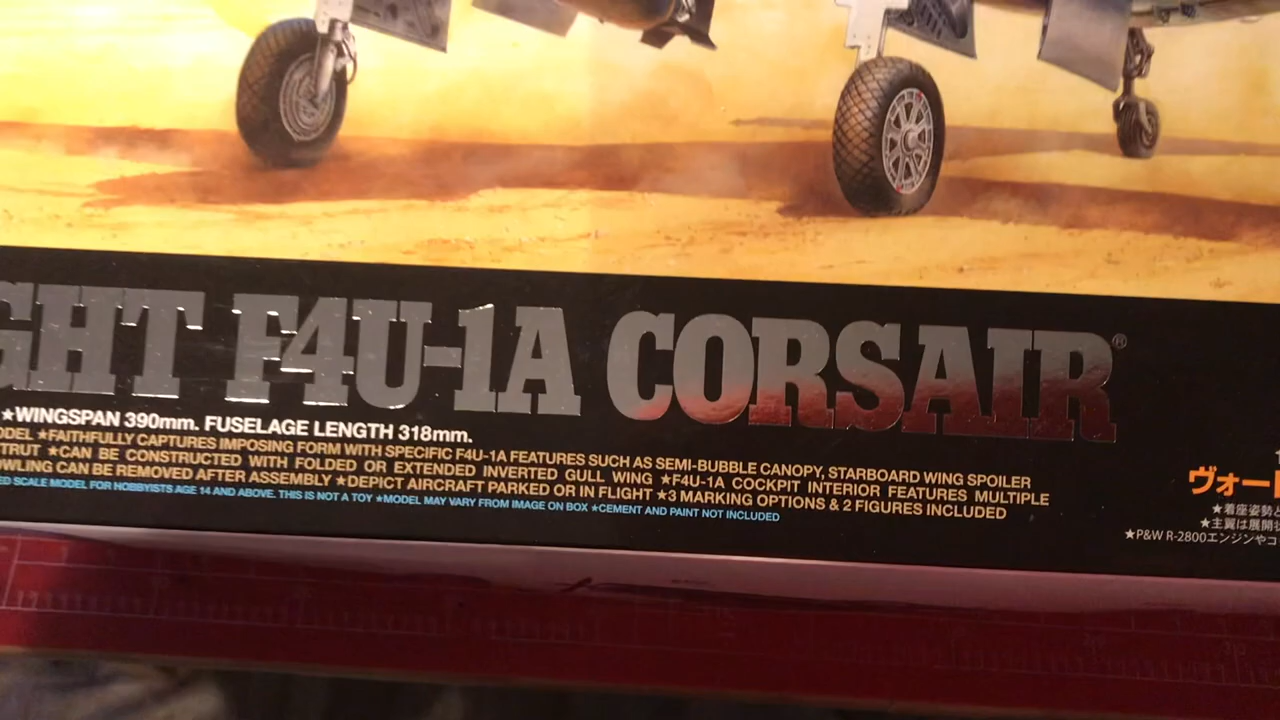 GHT F4U-1A CORSAIR®
★WINGSPAN 390mm. FUSELAGE LENGTH 318mm.
ODEL ★FAITHFULLY CAPTURES IMPOSING FORM WITH SPECIFIC F4U-1A FEATURES SUCH AS SEMI-BUBBLE CANOPY, STARBOARD WING SPOILER
TRUT ★CAN BE CONSTRUCTED WITH FOLDED OR EXTENDED INVERTED GULL WING ★F4U-1A COCKPIT INTERIOR FEATURES MULTIPLE
OWLING CAN BE REMOVED AFTER ASSEMBLY ★DEPICT AIRCRAFT PARKED OR IN FLIGHT ★3 MARKING OPTIONS & 2 FIGURES INCLUDED
ED SCALE MODEL FOR HOBBYISTS AGE 14 AND ABOVE. THIS IS NOT A TOY ★MODEL MAY VARY FROM IMAGE ON BOX ★CEMENT AND PAINT NOT INCLUDED
ヴォー
★着座姿勢と
★主翼は展開状
★P&W R-2800エンジンやコ